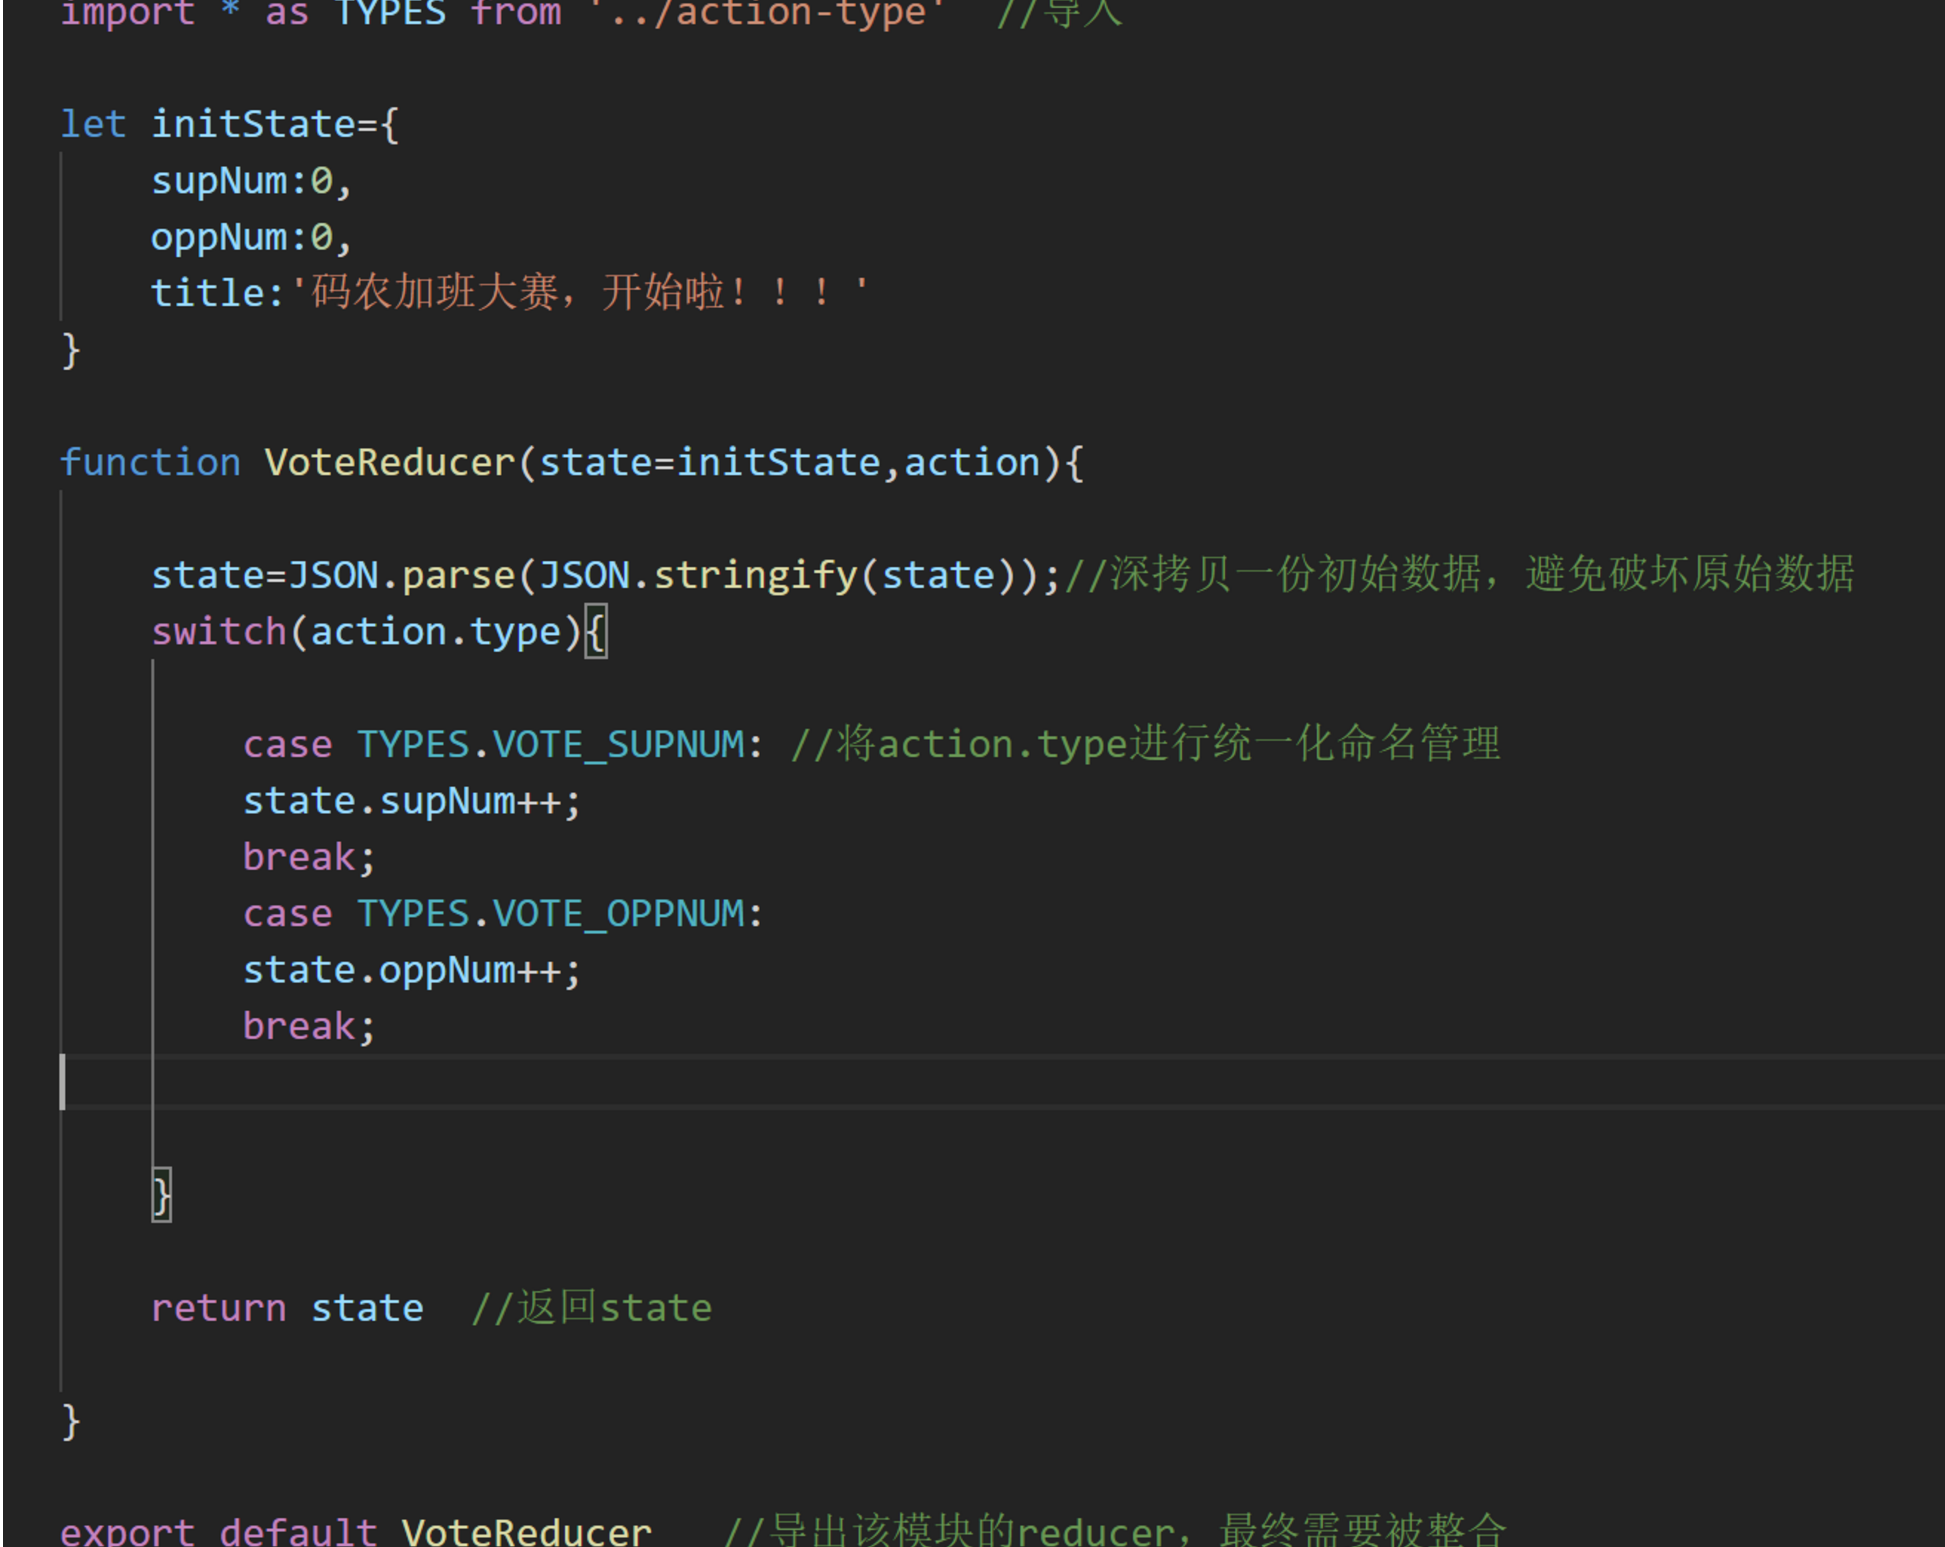 import * as TYPES from '../action-type'  //导入
let initState={
supNum:0,
oppNum:0,
title:'码农加班大赛，开始啦！！！'
}
function VoteReducer(state=initState,action){
state=JSON.parse(JSON.stringify(state));//深拷贝一份初始数据，避免破坏原始数据
switch(action.type){
case TYPES.VOTE_SUPNUM: //将action.type进行统一化命名管理
state.supNum++;
break;
case TYPES.VOTE_OPPNUM:
state.oppNum++;
break;
}
return state  //返回state
}
export default VoteReducer   //导出该模块的reducer，最终需要被整合